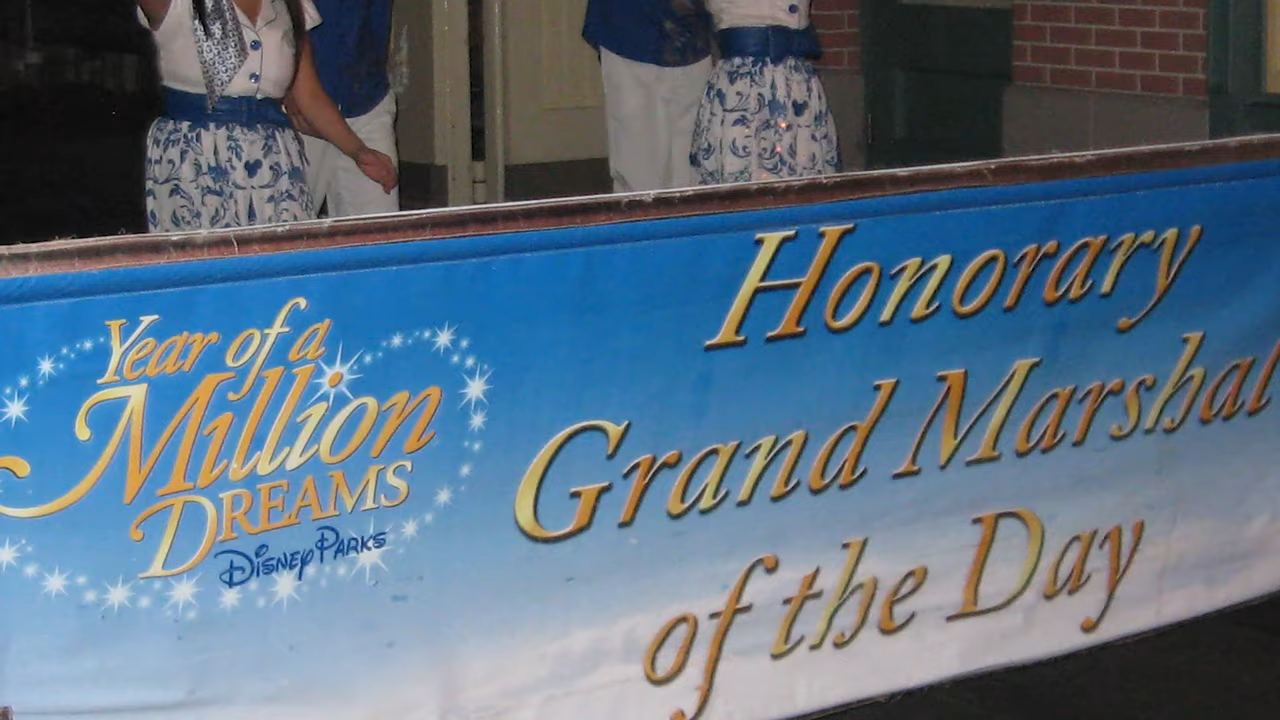 Year of a
Million
DREAMS
Disney Parks
Honorary
Grand Marshal
of the Day